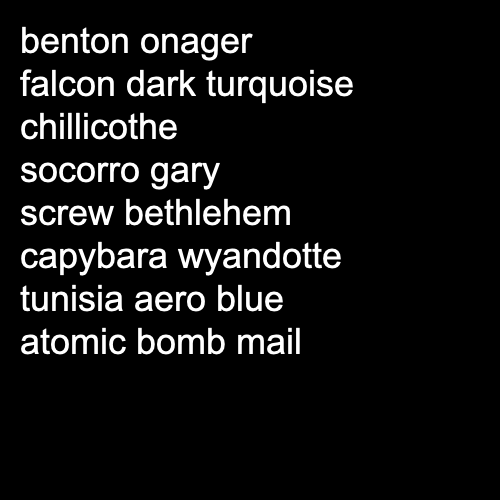 benton onager
falcon dark turquoise
chillicothe
socorro gary
screw bethlehem
capybara wyandotte
tunisia aero blue
atomic bomb mail